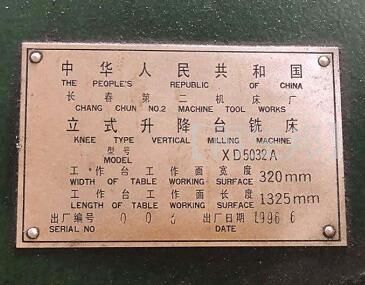 中华人民共和国
THE PEOPLE'S REPUBLIC OF CHINA
长春第二机床厂
CHANG CHUN NO.2 MACHINE TOOL WORKS
立式升降台铣床
KNEE TYPE VERTICAL MILLING MACHINE
型号 XD5032A
MODEL
工作台工作面宽度 320mm
WIDTH OF TABLE WORKING SURFACE
工作台工作面长度 1325mm
LENGTH OF TABLE WORKING SURFACE
出厂编号 出厂日期 1996 6
SERIAL NO DATE